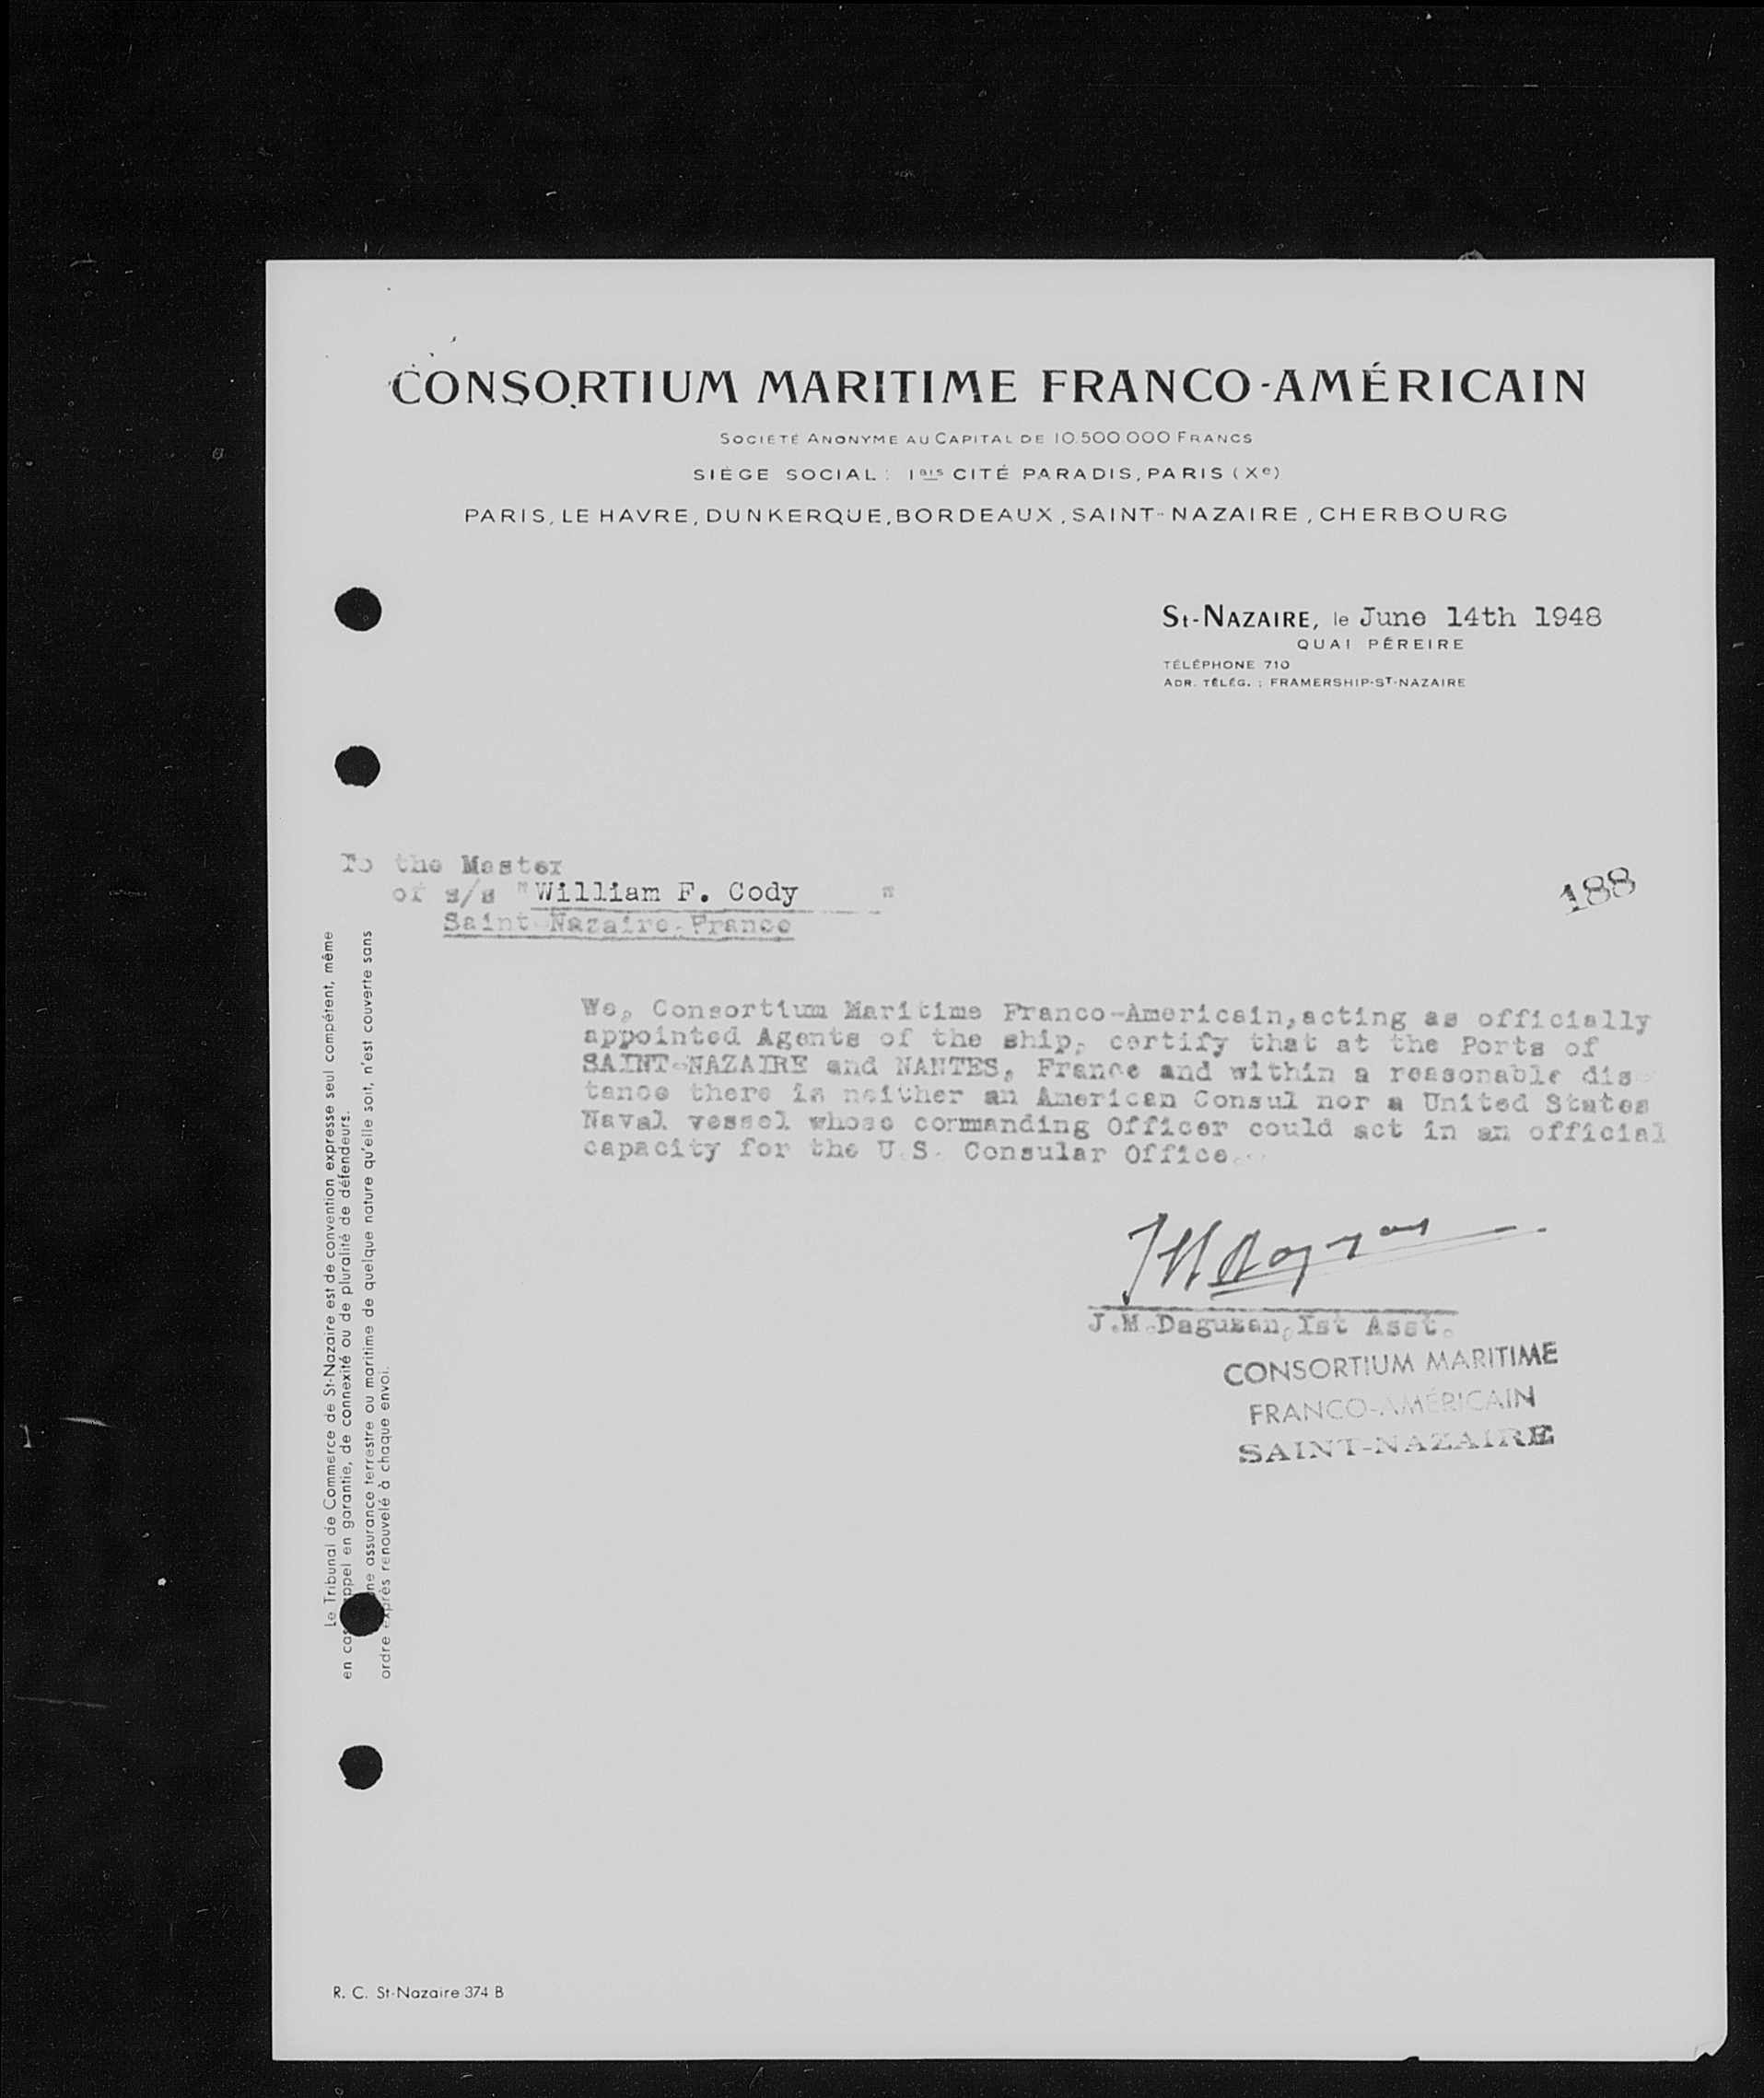 CONSORTIUM MARITIME FRANCO-AMÉRICAIN
SOCIÉTÉ ANONYME AU CAPITAL DE 10.500.000 FRANCS
SIÈGE SOCIAL: 1BIS CITÉ PARADIS, PARIS (Xe)
PARIS, LE HAVRE, DUNKERQUE, BORDEAUX, SAINT-NAZAIRE, CHERBOURG
St-NAZAIRE, le June 14th 1948
QUAI PÉREIRE
TÉLÉPHONE 710
ADR. TÉLÉG. : FRAMERSHIP-ST-NAZAIRE
To the Master
of s/s "William F. Cody "
Saint-Nazaire-France
188
We, Consortium Maritime Franco-Americain,acting as officially
appointed Agents of the ship, certify that at the Ports of
SAINT-NAZAIRE and NANTES, France and within a reasonable dis
tance there is neither an American Consul nor a United States
Naval vessel whose commanding Officer could act in an official
capacity for the U.S. Consular Office.
J.M.Daguzan,Ist Asst.
CONSORTIUM MARITIME
FRANCO-AMÉRICAIN
SAINT-NAZAIRE
Le Tribunal de Commerce de St-Nazaire est de convention expresse seul compétent, même
en cas appel en garantie, de connexité ou de pluralité de défendeurs.
ne assurance terrestre ou maritime de quelque nature qu'elle soit, n'est couverte sans
ordre exprès renouvelé à chaque envoi.
R. C. St-Nazaire 374 B